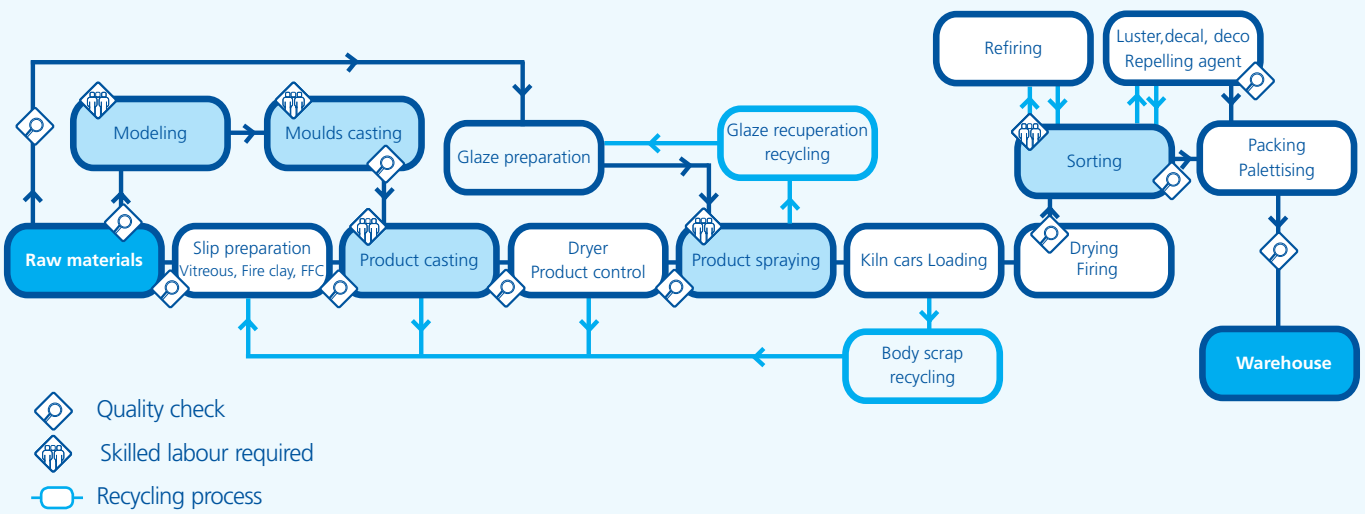 Refiring
Luster,decal, deco
Repelling agent
Modeling
Moulds casting
Glaze preparation
Glaze recuperation
recycling
Sorting
Packing
Palettising
Raw materials
Slip preparation
Vitreous, Fire clay, FFC
Product casting
Dryer
Product control
Product spraying
Kiln cars Loading
Drying
Firing
Body scrap
recycling
Warehouse
Quality check
Skilled labour required
Recycling process